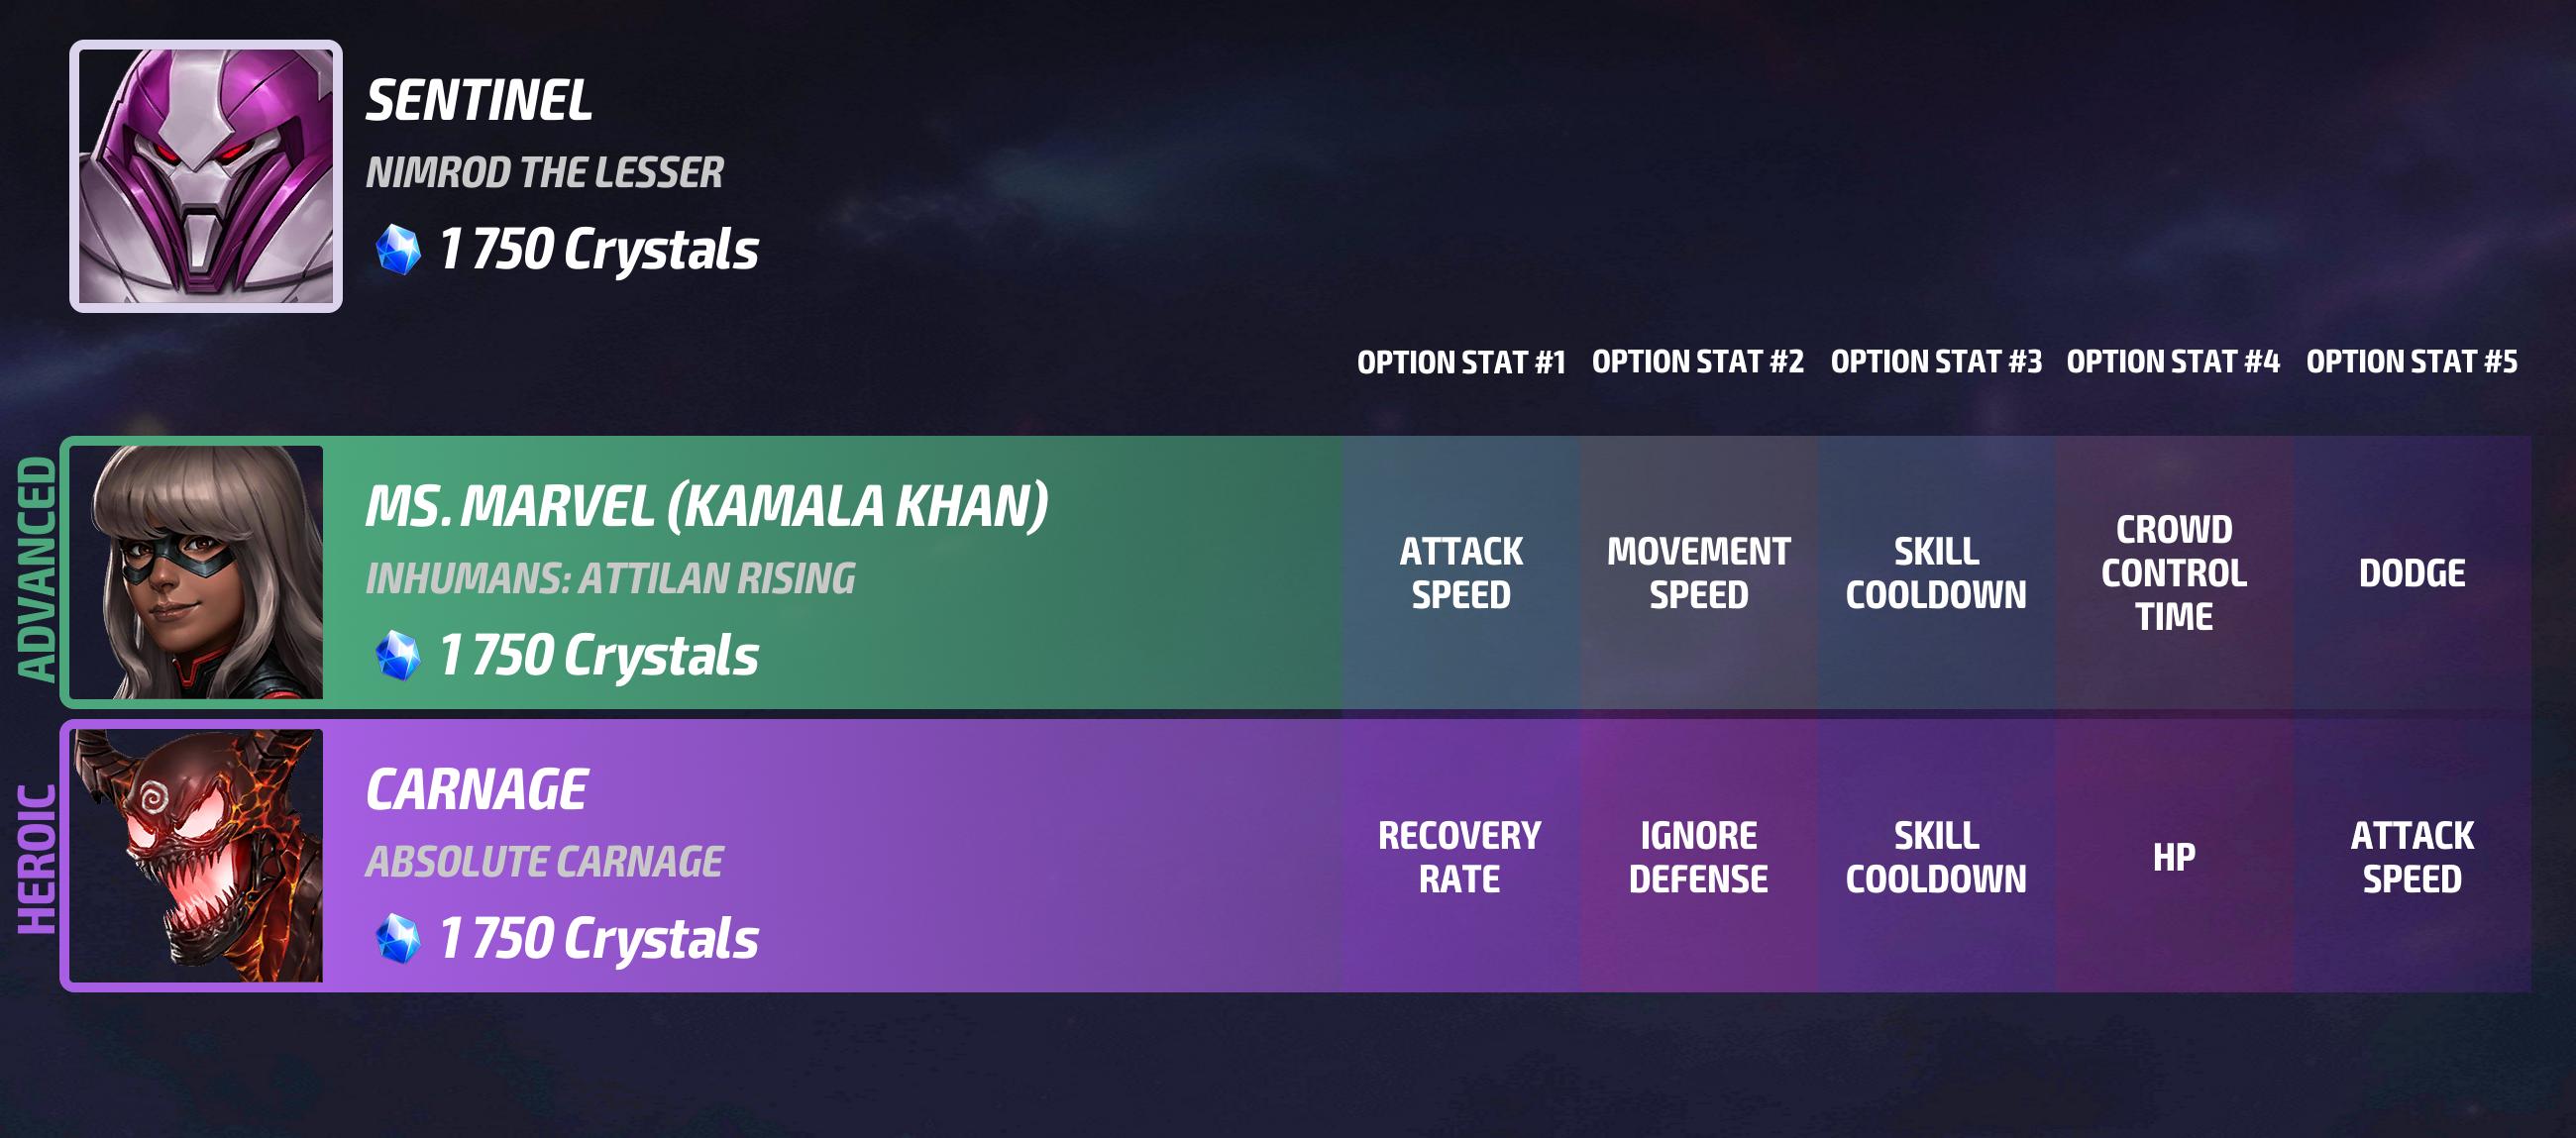 SENTINEL
NIMROD THE LESSER
1 750 Crystals
OPTION STAT #1 OPTION STAT #2 OPTION STAT #3 OPTION STAT #4 OPTION STAT #5
ADVANCED
MS. MARVEL (KAMALA KHAN)
INHUMANS: ATTILAN RISING
1 750 Crystals
ATTACK
SPEED
MOVEMENT
SPEED
SKILL
COOLDOWN
CROWD
CONTROL
TIME
DODGE
HEROIC
CARNAGE
ABSOLUTE CARNAGE
1 750 Crystals
RECOVERY
RATE
IGNORE
DEFENSE
SKILL
COOLDOWN
HP
ATTACK
SPEED